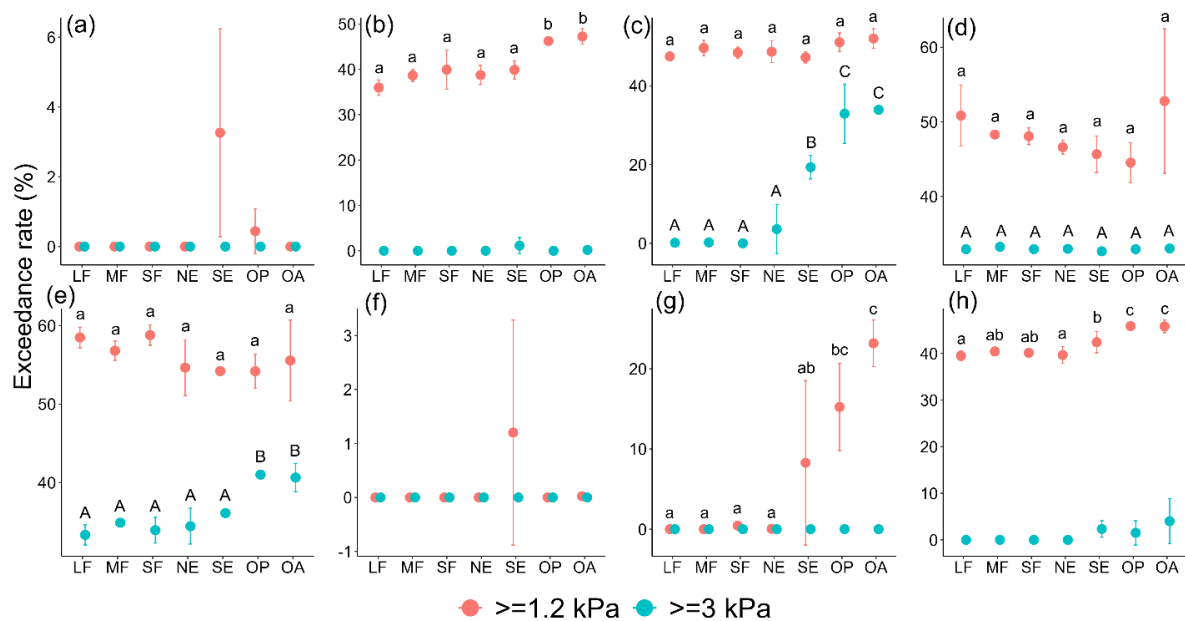 Exceedance rate (%)
(a)
6
4
2
0
LF MF SF NE SE OP OA
(b)
50
40
30
20
10
0
a a a a a b b
LF MF SF NE SE OP OA
(c)
60
40
20
0
a a a a a a a
A A A A B C C
LF MF SF NE SE OP OA
(d)
60
40
a a a a a a a
A A A A A A A
LF MF SF NE SE OP OA
(e)
60
50
40
a a a a a a a
A A A A A B B
LF MF SF NE SE OP OA
(f)
3
2
1
0
-1
LF MF SF NE SE OP OA
(g)
20
10
0
a a a a ab bc c
LF MF SF NE SE OP OA
(h)
50
40
30
20
10
0
a ab ab a b c c
LF MF SF NE SE OP OA
>=1.2 kPa >=3 kPa